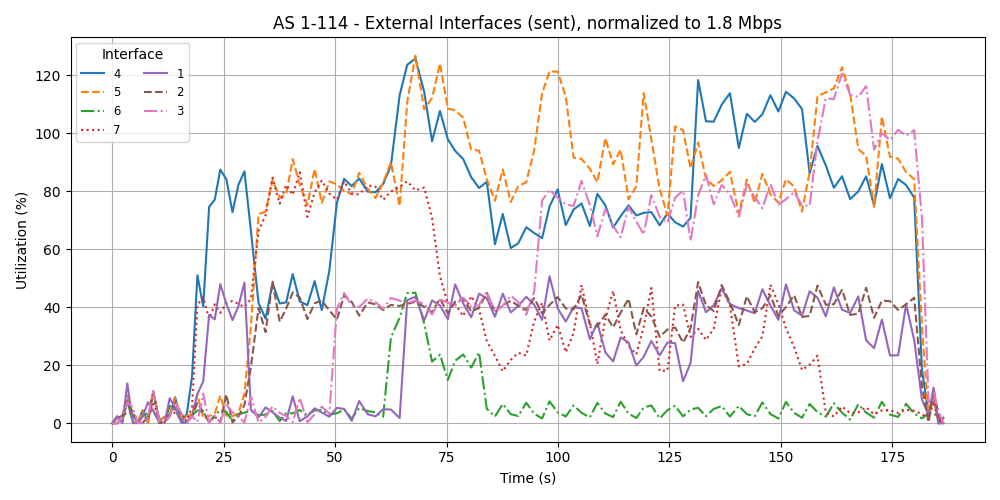 AS 1-114 - External Interfaces (sent), normalized to 1.8 Mbps
Interface
4 1
5 2
6 3
7
Utilization (%)
120
100
80
60
40
20
0
0 25 50 75 100 125 150 175
Time (s)